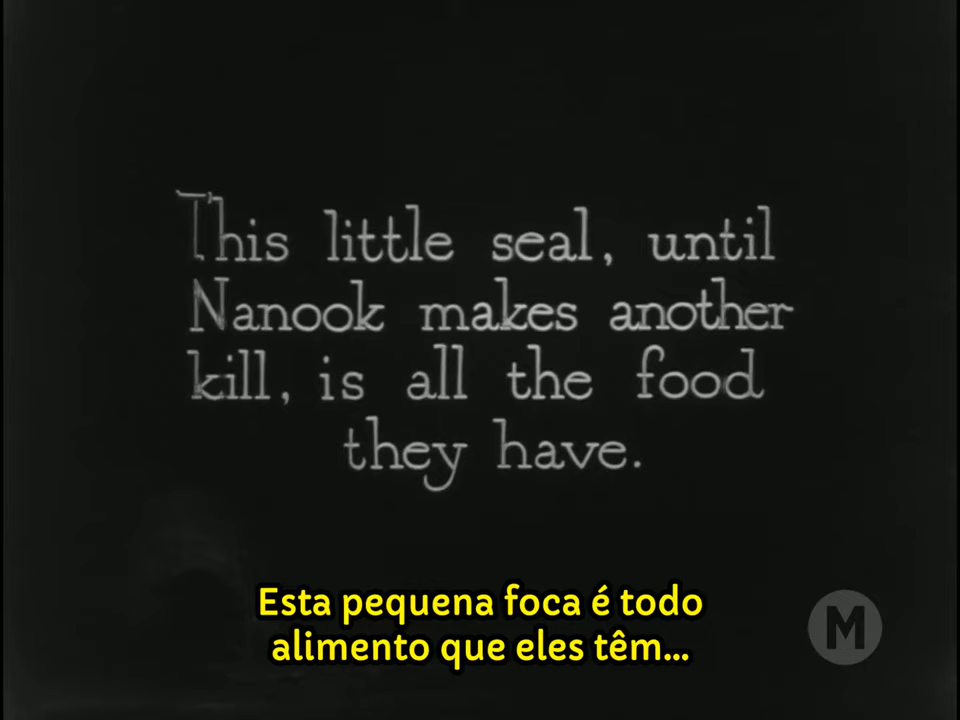 This little seal, until
Nanook makes another
kill, is all the food
they have.
Esta pequena foca é todo
alimento que eles têm...
M